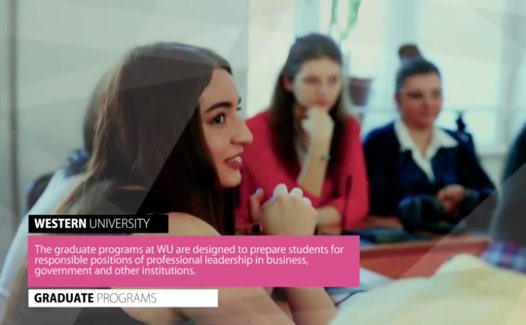 WESTERN UNIVERSITY
The graduate programs at WU are designed to prepare students for
responsible positions of professional leadership in business,
government and other institutions.
GRADUATE PROGRAMS